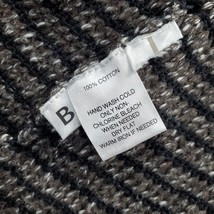 B
100% COTTON
HAND WASH COLD
ONLY NON-
CHLORINE BLEACH
WHEN NEEDED
DRY FLAT
WARM IRON IF NEEDED